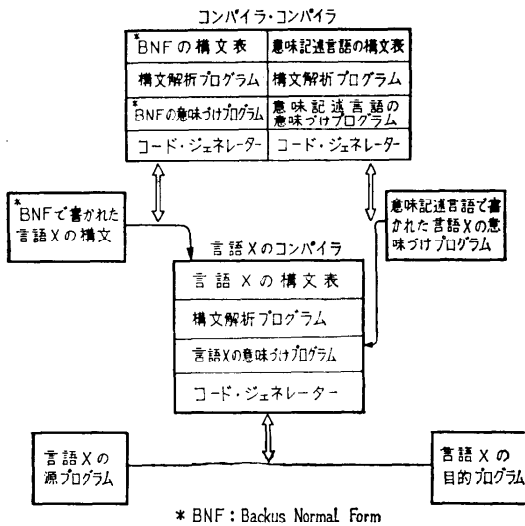 コンパイラ・コンパイラ
*BNFの構文表
意味記述言語の構文表
構文解析プログラム
構文解析プログラム
*BNFの意味づけプログラム
意味記述言語の
意味づけプログラム
コード・ジェネレーター
コード・ジェネレーター
*BNFで書かれた
言語Xの構文
意味記述言語で書
かれた言語Xの意
味づけプログラム
言語Xのコンパイラ
言語Xの構文表
構文解析プログラム
言語Xの意味づけプログラム
コード・ジェネレーター
言語Xの
源プログラム
言語Xの
目的プログラム
* BNF : Backus Normal Form